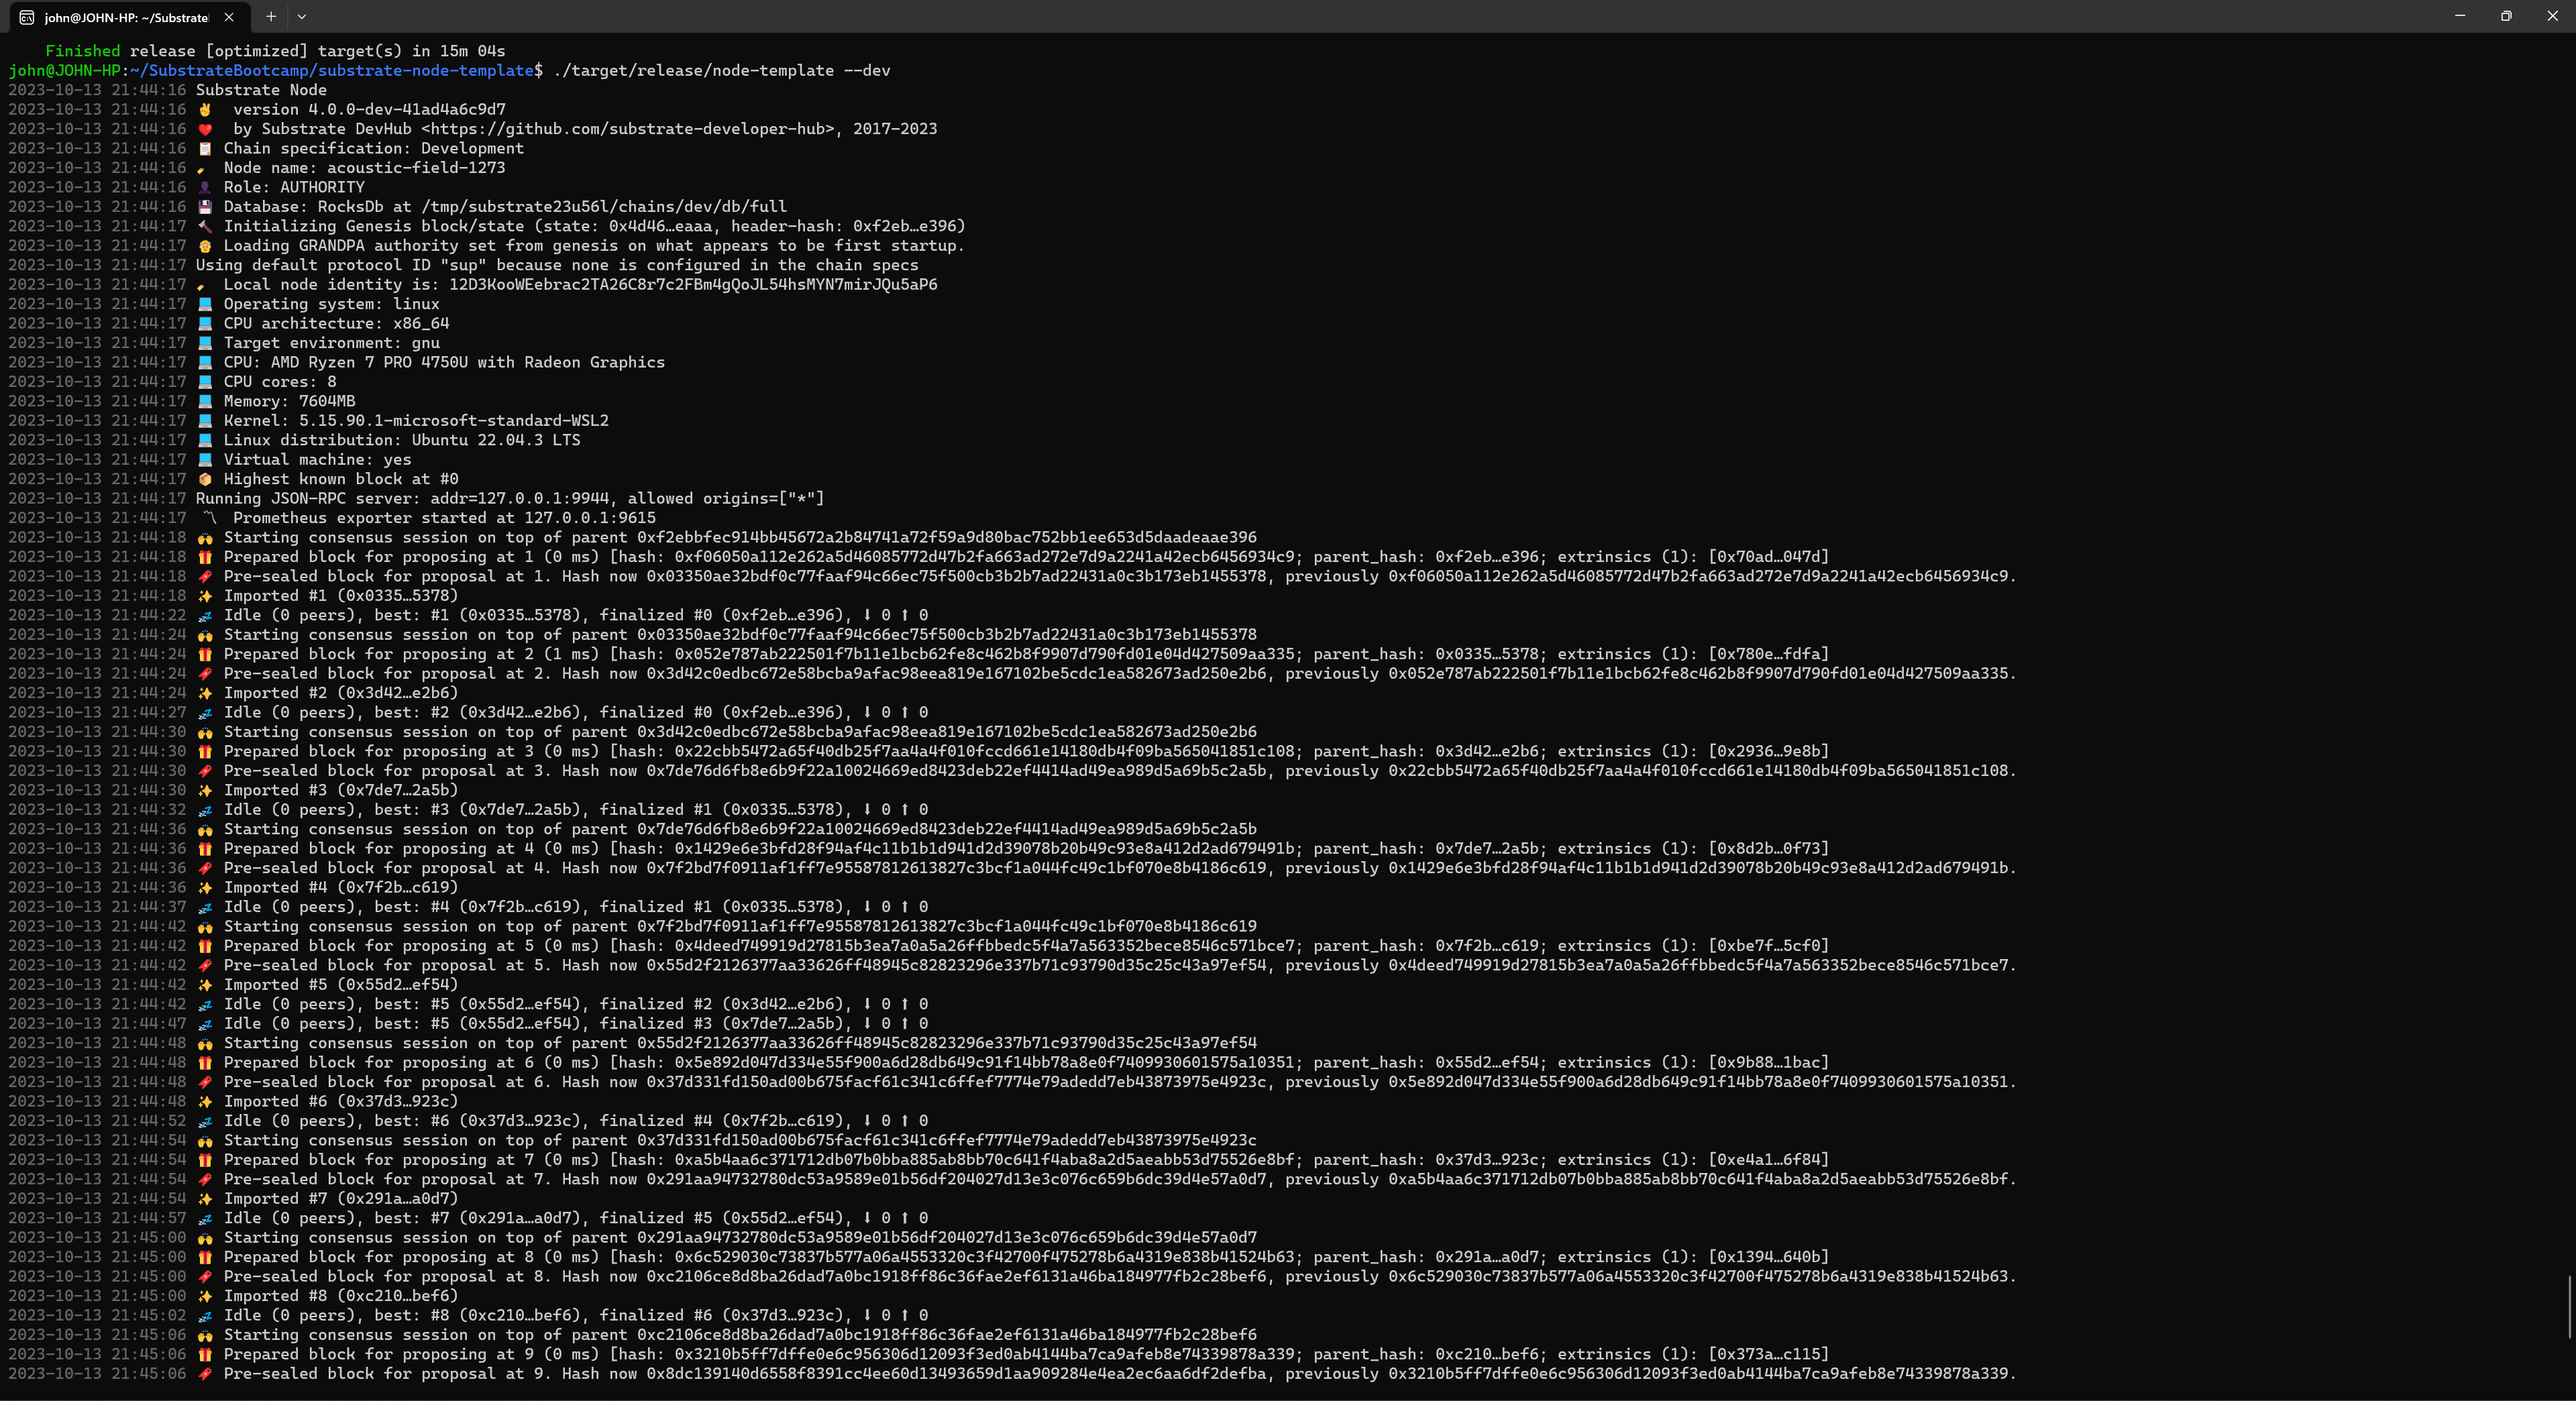 john@JOHN-HP: ~/Substrate
Finished release [optimized] target(s) in 15m 04s
john@JOHN-HP:~/SubstrateBootcamp/substrate-node-template$ ./target/release/node-template --dev
2023-10-13 21:44:16 Substrate Node
2023-10-13 21:44:16 ✌️ version 4.0.0-dev-41ad4a6c9d7
2023-10-13 21:44:16 ❤️ by Substrate DevHub <https://github.com/substrate-developer-hub>, 2017-2023
2023-10-13 21:44:16 📋 Chain specification: Development
2023-10-13 21:44:16 🏷 Node name: acoustic-field-1273
2023-10-13 21:44:16 👤 Role: AUTHORITY
2023-10-13 21:44:16 💾 Database: RocksDb at /tmp/substrate23u56l/chains/dev/db/full
2023-10-13 21:44:17 🔨 Initializing Genesis block/state (state: 0x4d46…eaaa, header-hash: 0xf2eb…e396)
2023-10-13 21:44:17 👴 Loading GRANDPA authority set from genesis on what appears to be first startup.
2023-10-13 21:44:17 Using default protocol ID "sup" because none is configured in the chain specs
2023-10-13 21:44:17 🏷 Local node identity is: 12D3KooWEebrac2TA26C8r7c2FBm4gQoJL54hsMYN7mirJQu5aP6
2023-10-13 21:44:17 💻 Operating system: linux
2023-10-13 21:44:17 💻 CPU architecture: x86_64
2023-10-13 21:44:17 💻 Target environment: gnu
2023-10-13 21:44:17 💻 CPU: AMD Ryzen 7 PRO 4750U with Radeon Graphics
2023-10-13 21:44:17 💻 CPU cores: 8
2023-10-13 21:44:17 💻 Memory: 7604MB
2023-10-13 21:44:17 💻 Kernel: 5.15.90.1-microsoft-standard-WSL2
2023-10-13 21:44:17 💻 Linux distribution: Ubuntu 22.04.3 LTS
2023-10-13 21:44:17 💻 Virtual machine: yes
2023-10-13 21:44:17 📦 Highest known block at #0
2023-10-13 21:44:17 Running JSON-RPC server: addr=127.0.0.1:9944, allowed origins=["*"]
2023-10-13 21:44:17 〽️ Prometheus exporter started at 127.0.0.1:9615
2023-10-13 21:44:18 🙌 Starting consensus session on top of parent 0xf2ebbfec914bb45672a2b84741a72f59a9d80bac752bb1ee653d5daadeaae396
2023-10-13 21:44:18 🎁 Prepared block for proposing at 1 (0 ms) [hash: 0xf06050a112e262a5d46085772d47b2fa663ad272e7d9a2241a42ecb6456934c9; parent_hash: 0xf2eb…e396; extrinsics (1): [0x70ad…047d]
2023-10-13 21:44:18 🔖 Pre-sealed block for proposal at 1. Hash now 0x03350ae32bdf0c77faaf94c66ec75f500cb3b2b7ad22431a0c3b173eb1455378, previously 0xf06050a112e262a5d46085772d47b2fa663ad272e7d9a2241a42ecb6456934c9.
2023-10-13 21:44:18 ✨ Imported #1 (0x0335…5378)
2023-10-13 21:44:22 💤 Idle (0 peers), best: #1 (0x0335…5378), finalized #0 (0xf2eb…e396), ⬇ 0 ⬆ 0
2023-10-13 21:44:24 🙌 Starting consensus session on top of parent 0x03350ae32bdf0c77faaf94c66ec75f500cb3b2b7ad22431a0c3b173eb1455378
2023-10-13 21:44:24 🎁 Prepared block for proposing at 2 (1 ms) [hash: 0x052e787ab222501f7b11e1bcb62fe8c462b8f9907d790fd01e04d427509aa335; parent_hash: 0x0335…5378; extrinsics (1): [0x780e…fdfa]
2023-10-13 21:44:24 🔖 Pre-sealed block for proposal at 2. Hash now 0x3d42c0edbc672e58bcba9afac98eea819e167102be5cdc1ea582673ad250e2b6, previously 0x052e787ab222501f7b11e1bcb62fe8c462b8f9907d790fd01e04d427509aa335.
2023-10-13 21:44:24 ✨ Imported #2 (0x3d42…e2b6)
2023-10-13 21:44:27 💤 Idle (0 peers), best: #2 (0x3d42…e2b6), finalized #0 (0xf2eb…e396), ⬇ 0 ⬆ 0
2023-10-13 21:44:30 🙌 Starting consensus session on top of parent 0x3d42c0edbc672e58bcba9afac98eea819e167102be5cdc1ea582673ad250e2b6
2023-10-13 21:44:30 🎁 Prepared block for proposing at 3 (0 ms) [hash: 0x22cbb5472a65f40db25f7aa4a4f010fccd661e14180db4f09ba565041851c108; parent_hash: 0x3d42…e2b6; extrinsics (1): [0x2936…9e8b]
2023-10-13 21:44:30 🔖 Pre-sealed block for proposal at 3. Hash now 0x7de76d6fb8e6b9f22a10024669ed8423deb22ef4414ad49ea989d5a69b5c2a5b, previously 0x22cbb5472a65f40db25f7aa4a4f010fccd661e14180db4f09ba565041851c108.
2023-10-13 21:44:30 ✨ Imported #3 (0x7de7…2a5b)
2023-10-13 21:44:32 💤 Idle (0 peers), best: #3 (0x7de7…2a5b), finalized #1 (0x0335…5378), ⬇ 0 ⬆ 0
2023-10-13 21:44:36 🙌 Starting consensus session on top of parent 0x7de76d6fb8e6b9f22a10024669ed8423deb22ef4414ad49ea989d5a69b5c2a5b
2023-10-13 21:44:36 🎁 Prepared block for proposing at 4 (0 ms) [hash: 0x1429e6e3bfd28f94af4c11b1b1d941d2d39078b20b49c93e8a412d2ad679491b; parent_hash: 0x7de7…2a5b; extrinsics (1): [0x8d2b…0f73]
2023-10-13 21:44:36 🔖 Pre-sealed block for proposal at 4. Hash now 0x7f2bd7f0911af1ff7e95587812613827c3bcf1a044fc49c1bf070e8b4186c619, previously 0x1429e6e3bfd28f94af4c11b1b1d941d2d39078b20b49c93e8a412d2ad679491b.
2023-10-13 21:44:36 ✨ Imported #4 (0x7f2b…c619)
2023-10-13 21:44:37 💤 Idle (0 peers), best: #4 (0x7f2b…c619), finalized #1 (0x0335…5378), ⬇ 0 ⬆ 0
2023-10-13 21:44:42 🙌 Starting consensus session on top of parent 0x7f2bd7f0911af1ff7e95587812613827c3bcf1a044fc49c1bf070e8b4186c619
2023-10-13 21:44:42 🎁 Prepared block for proposing at 5 (0 ms) [hash: 0x4deed749919d27815b3ea7a0a5a26ffbbedc5f4a7a563352bece8546c571bce7; parent_hash: 0x7f2b…c619; extrinsics (1): [0xbe7f…5cf0]
2023-10-13 21:44:42 🔖 Pre-sealed block for proposal at 5. Hash now 0x55d2f2126377aa33626ff48945c82823296e337b71c93790d35c25c43a97ef54, previously 0x4deed749919d27815b3ea7a0a5a26ffbbedc5f4a7a563352bece8546c571bce7.
2023-10-13 21:44:42 ✨ Imported #5 (0x55d2…ef54)
2023-10-13 21:44:42 💤 Idle (0 peers), best: #5 (0x55d2…ef54), finalized #2 (0x3d42…e2b6), ⬇ 0 ⬆ 0
2023-10-13 21:44:47 💤 Idle (0 peers), best: #5 (0x55d2…ef54), finalized #3 (0x7de7…2a5b), ⬇ 0 ⬆ 0
2023-10-13 21:44:48 🙌 Starting consensus session on top of parent 0x55d2f2126377aa33626ff48945c82823296e337b71c93790d35c25c43a97ef54
2023-10-13 21:44:48 🎁 Prepared block for proposing at 6 (0 ms) [hash: 0x5e892d047d334e55f900a6d28db649c91f14bb78a8e0f7409930601575a10351; parent_hash: 0x55d2…ef54; extrinsics (1): [0x9b88…1bac]
2023-10-13 21:44:48 🔖 Pre-sealed block for proposal at 6. Hash now 0x37d331fd150ad00b675facf61c341c6ffef7774e79adedd7eb43873975e4923c, previously 0x5e892d047d334e55f900a6d28db649c91f14bb78a8e0f7409930601575a10351.
2023-10-13 21:44:48 ✨ Imported #6 (0x37d3…923c)
2023-10-13 21:44:52 💤 Idle (0 peers), best: #6 (0x37d3…923c), finalized #4 (0x7f2b…c619), ⬇ 0 ⬆ 0
2023-10-13 21:44:54 🙌 Starting consensus session on top of parent 0x37d331fd150ad00b675facf61c341c6ffef7774e79adedd7eb43873975e4923c
2023-10-13 21:44:54 🎁 Prepared block for proposing at 7 (0 ms) [hash: 0xa5b4aa6c371712db07b0bba885ab8bb70c641f4aba8a2d5aeabb53d75526e8bf; parent_hash: 0x37d3…923c; extrinsics (1): [0xe4a1…6f84]
2023-10-13 21:44:54 🔖 Pre-sealed block for proposal at 7. Hash now 0x291aa94732780dc53a9589e01b56df204027d13e3c076c659b6dc39d4e57a0d7, previously 0xa5b4aa6c371712db07b0bba885ab8bb70c641f4aba8a2d5aeabb53d75526e8bf.
2023-10-13 21:44:54 ✨ Imported #7 (0x291a…a0d7)
2023-10-13 21:44:57 💤 Idle (0 peers), best: #7 (0x291a…a0d7), finalized #5 (0x55d2…ef54), ⬇ 0 ⬆ 0
2023-10-13 21:45:00 🙌 Starting consensus session on top of parent 0x291aa94732780dc53a9589e01b56df204027d13e3c076c659b6dc39d4e57a0d7
2023-10-13 21:45:00 🎁 Prepared block for proposing at 8 (0 ms) [hash: 0x6c529030c73837b577a06a4553320c3f42700f475278b6a4319e838b41524b63; parent_hash: 0x291a…a0d7; extrinsics (1): [0x1394…640b]
2023-10-13 21:45:00 🔖 Pre-sealed block for proposal at 8. Hash now 0xc2106ce8d8ba26dad7a0bc1918ff86c36fae2ef6131a46ba184977fb2c28bef6, previously 0x6c529030c73837b577a06a4553320c3f42700f475278b6a4319e838b41524b63.
2023-10-13 21:45:00 ✨ Imported #8 (0xc210…bef6)
2023-10-13 21:45:02 💤 Idle (0 peers), best: #8 (0xc210…bef6), finalized #6 (0x37d3…923c), ⬇ 0 ⬆ 0
2023-10-13 21:45:06 🙌 Starting consensus session on top of parent 0xc2106ce8d8ba26dad7a0bc1918ff86c36fae2ef6131a46ba184977fb2c28bef6
2023-10-13 21:45:06 🎁 Prepared block for proposing at 9 (0 ms) [hash: 0x3210b5ff7dffe0e6c956306d12093f3ed0ab4144ba7ca9afeb8e74339878a339; parent_hash: 0xc210…bef6; extrinsics (1): [0x373a…c115]
2023-10-13 21:45:06 🔖 Pre-sealed block for proposal at 9. Hash now 0x8dc139140d6558f8391cc4ee60d13493659d1aa909284e4ea2ec6aa6df2defba, previously 0x3210b5ff7dffe0e6c956306d12093f3ed0ab4144ba7ca9afeb8e74339878a339.